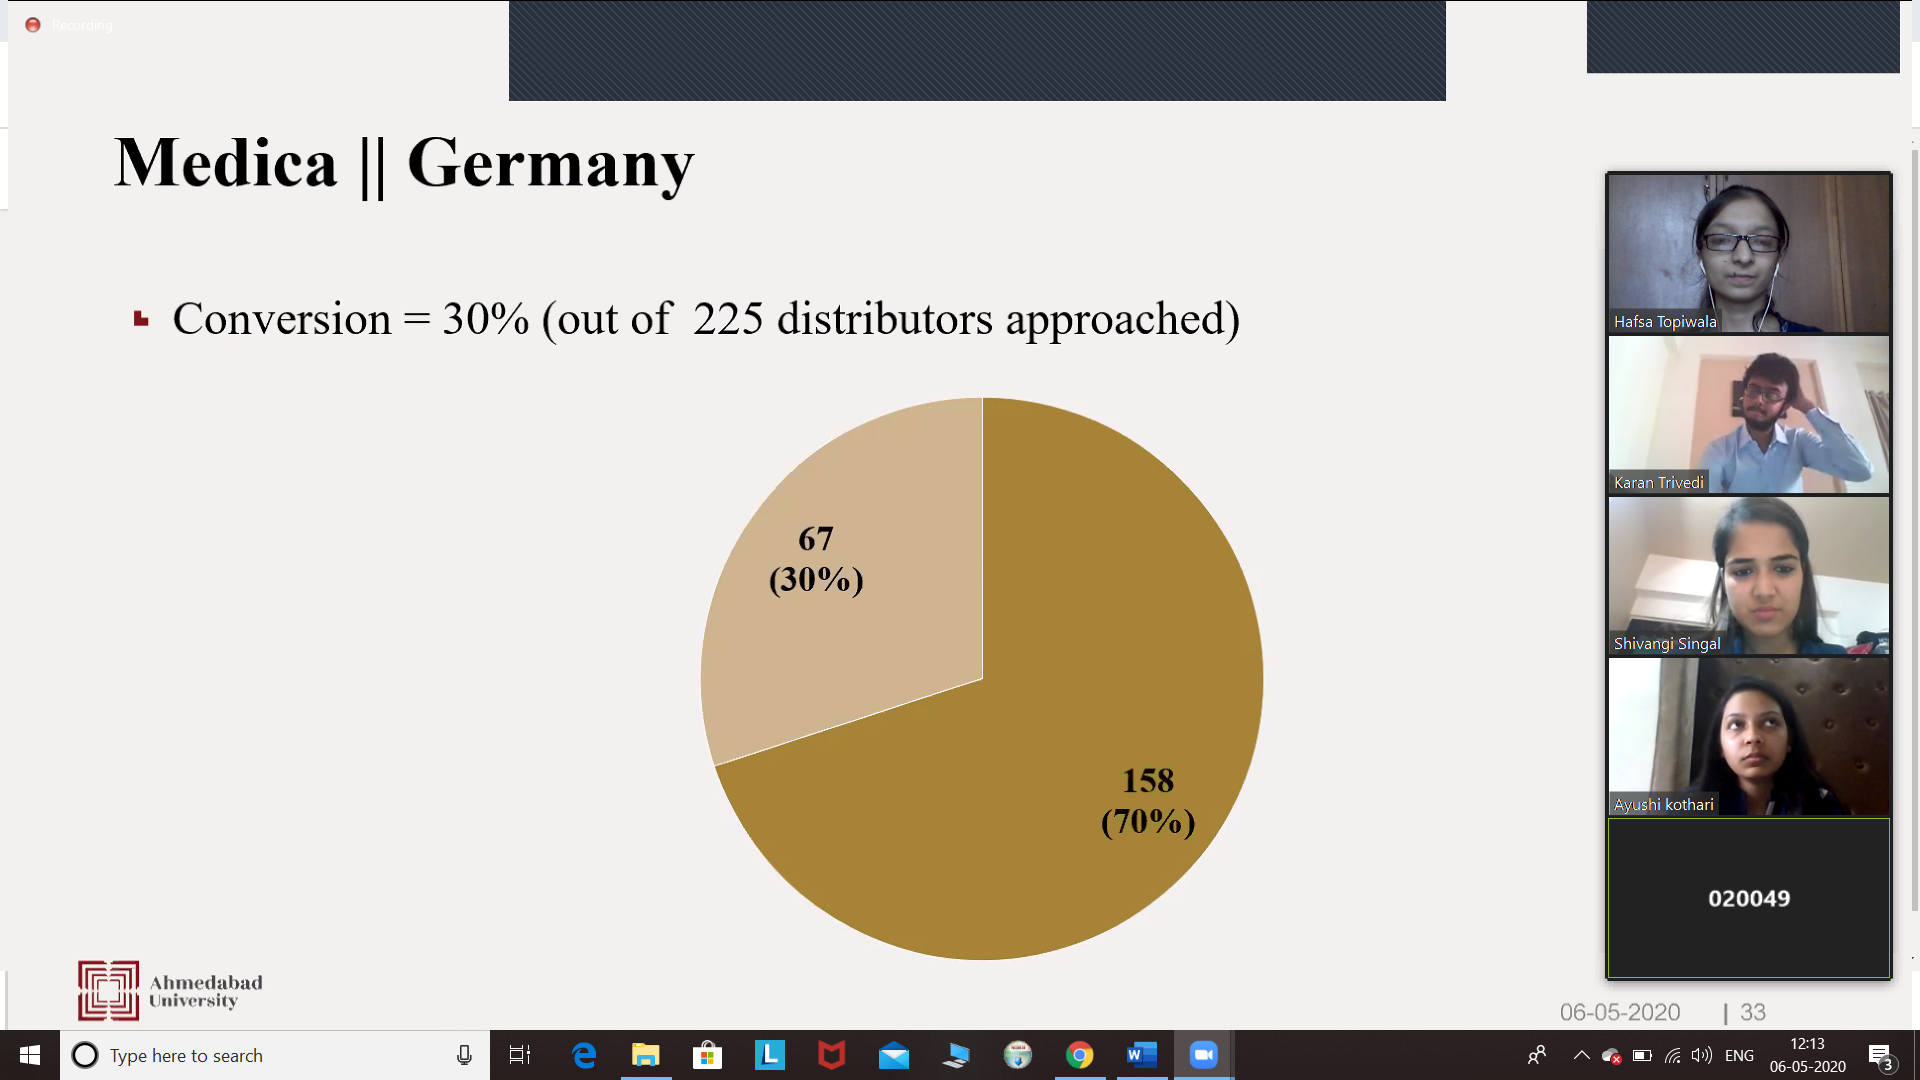 Recording
Medica || Germany
Conversion = 30% (out of 225 distributors approached)
67
(30%)
158
(70%)
Ahmedabad
University
06-05-2020 | 33
Hafsa Topiwala
Karan Trivedi
Shivangi Singal
Ayushi kothari
020049
Type here to search
L
W
ENG
12:13
06-05-2020
3